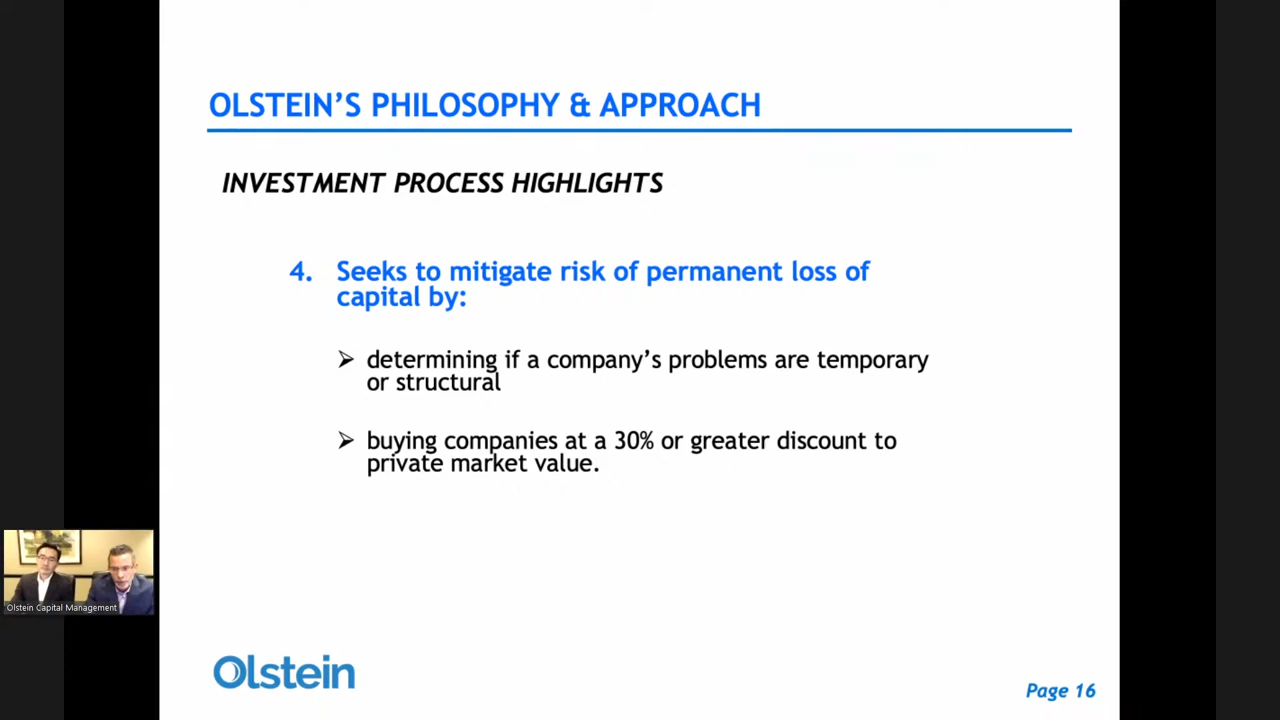 OLSTEIN'S PHILOSOPHY & APPROACH
INVESTMENT PROCESS HIGHLIGHTS
4. Seeks to mitigate risk of permanent loss of
capital by:
➢ determining if a company's problems are temporary
or structural
➢ buying companies at a 30% or greater discount to
private market value.
Olstein Capital Management
Olstein
Page 16